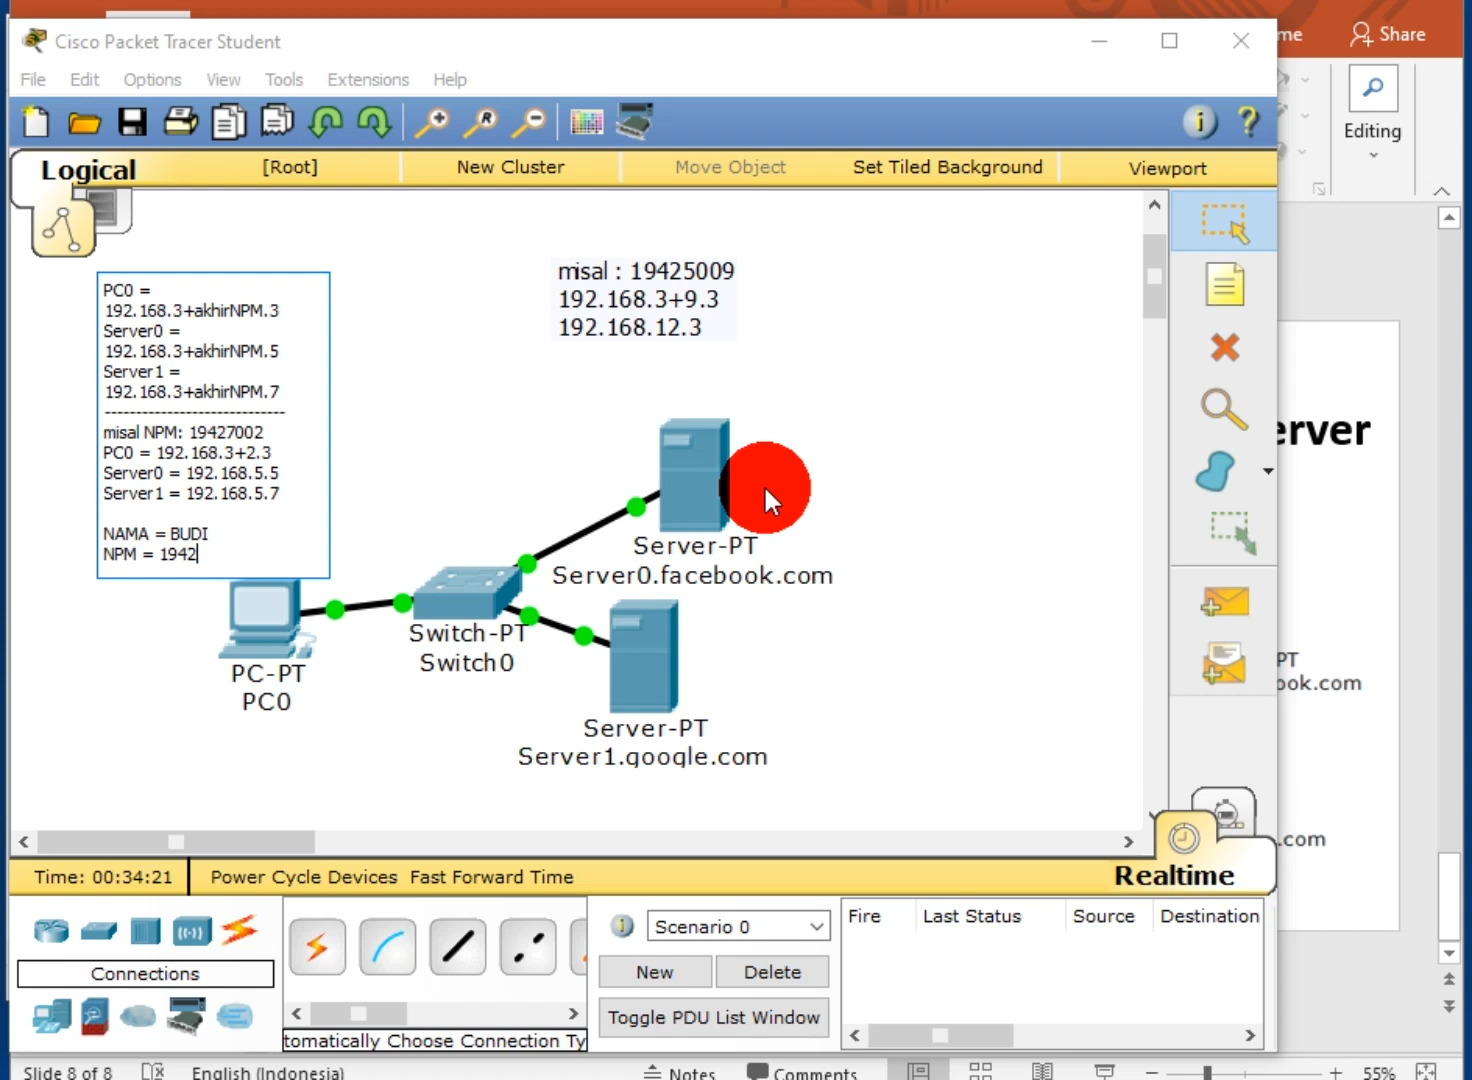 Cisco Packet Tracer Student
me
Share
File Edit Options View Tools Extensions Help
Editing
Logical
[Root]
New Cluster
Move Object
Set Tiled Background
Viewport
misal : 19425009
192.168.3+9.3
192.168.12.3
PC0 =
192.168.3+akhirNPM.3
Server0 =
192.168.3+akhirNPM.5
Server1 =
192.168.3+akhirNPM.7
-----------------------------
misal NPM: 19427002
PC0 = 192.168.3+2.3
Server0 = 192.168.5.5
Server1 = 192.168.5.7
NAMA = BUDI
NPM = 1942
Server-PT
Server0.facebook.com
Switch-PT
Switch0
PC-PT
PC0
Server-PT
Server1.google.com
erver
PT
ook.com
.com
Time: 00:34:21
Power Cycle Devices Fast Forward Time
Realtime
Connections
tomatically Choose Connection Ty
Scenario 0
New
Delete
Toggle PDU List Window
Fire
Last Status
Source
Destination
Slide 8 of 8
English (Indonesia)
Notes
Comments
55%